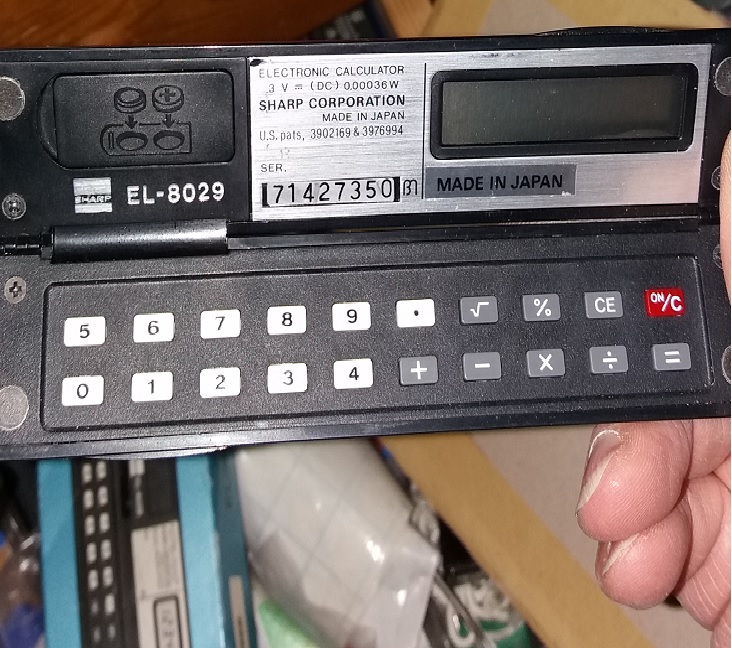 ELECTRONIC CALCULATOR
3 V ⎓ (DC) 0.00036W
SHARP CORPORATION
MADE IN JAPAN
U.S. pats, 3902169 & 3976994
SER.
71427350
MADE IN JAPAN
SHARP EL-8029
5 6 7 8 9 • √ % CE ON/C
0 1 2 3 4 + − × ÷ =